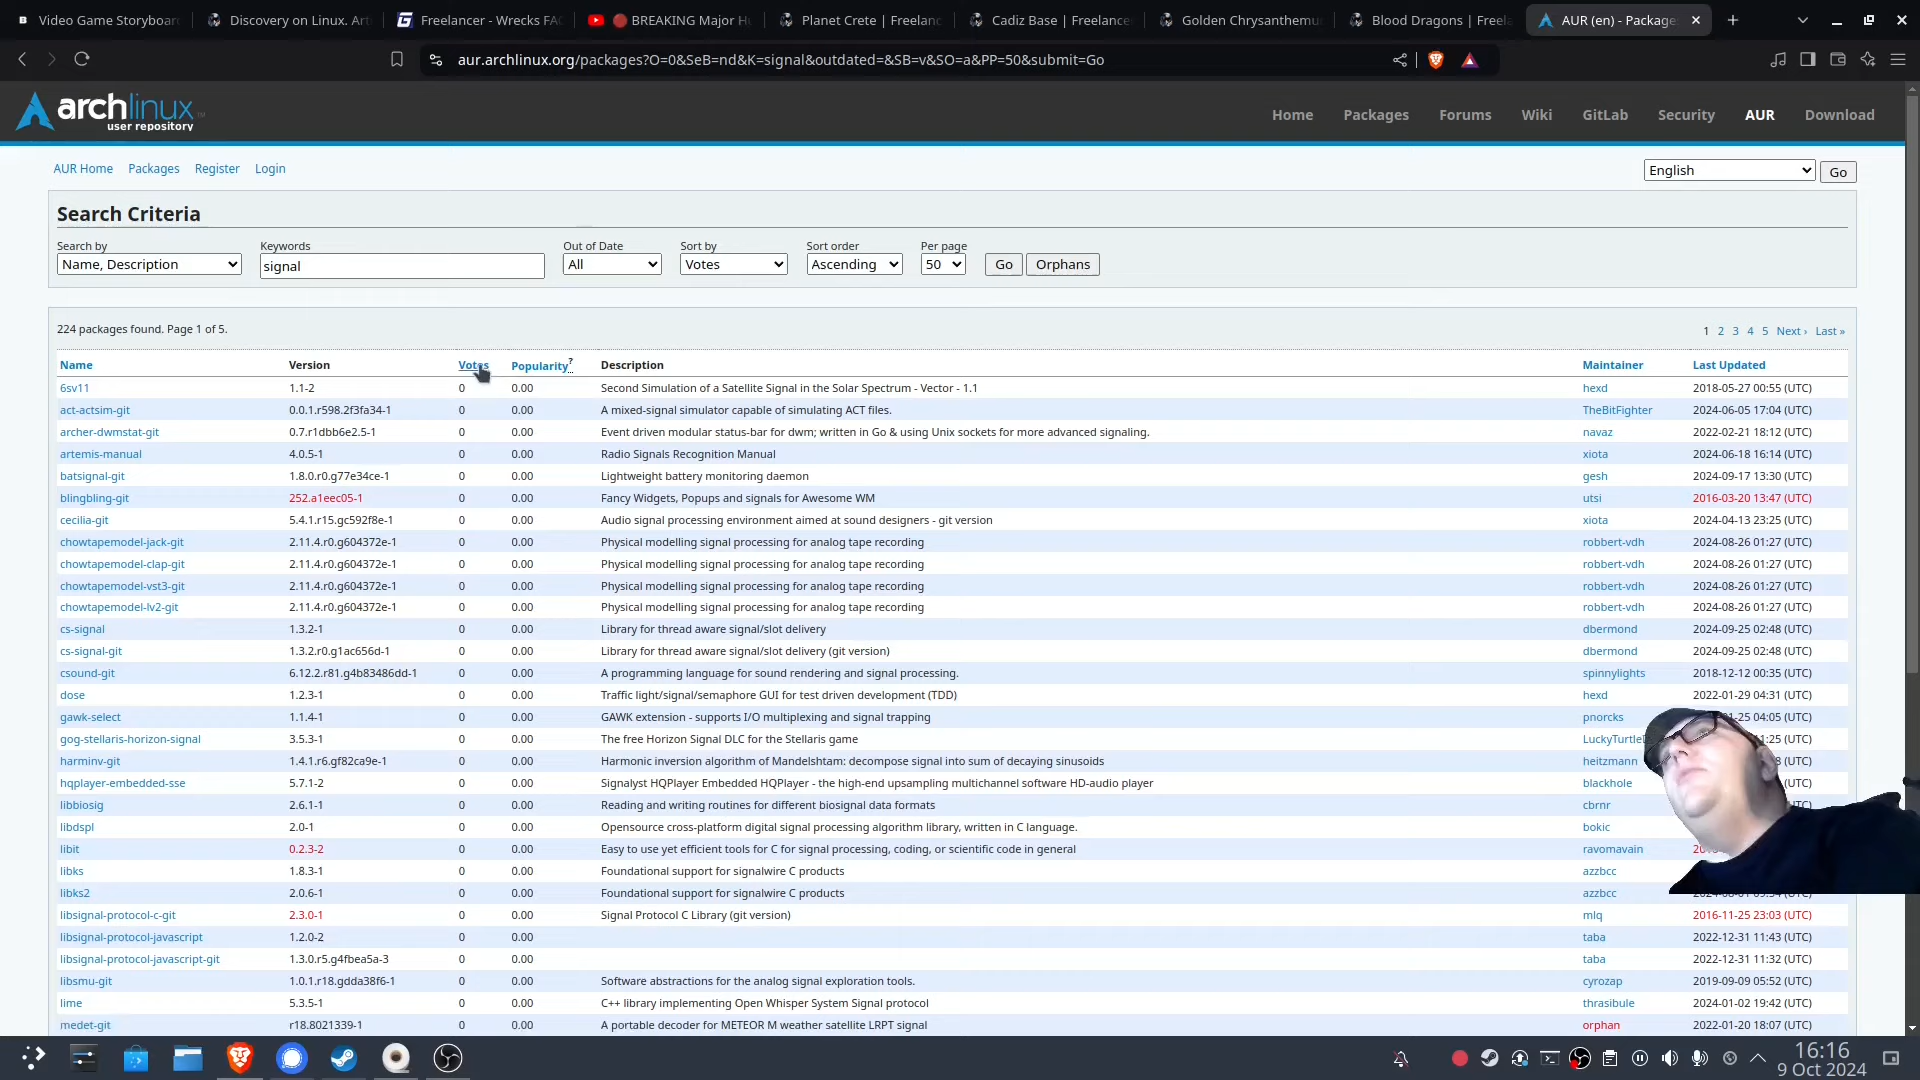 Video Game Storyboar
Discovery on Linux. Art
Freelancer - Wrecks FA
BREAKING Major H
Planet Crete | Freelanc
Cadiz Base | Freelancer
Golden Chrysanthemu
Blood Dragons | Freela
AUR (en) - Package
aur.archlinux.org/packages?O=0&SeB=nd&K=signal&outdated=&SB=v&SO=a&PP=50&submit=Go
archlinux
user repository
Home Packages Forums Wiki GitLab Security AUR Download
AUR Home Packages Register Login
English Go
Search Criteria
Search by Keywords Out of Date Sort by Sort order Per page
Name, Description signal All Votes Ascending 50 Go Orphans
224 packages found. Page 1 of 5.
1 2 3 4 5 Next › Last »
Name Version Votes Popularity? Description Maintainer Last Updated
6sv11 1.1-2 0 0.00 Second Simulation of a Satellite Signal in the Solar Spectrum - Vector - 1.1 hexd 2018-05-27 00:55 (UTC)
act-actsim-git 0.0.1.r598.2f3fa34-1 0 0.00 A mixed-signal simulator capable of simulating ACT files. TheBitFighter 2024-06-05 17:04 (UTC)
archer-dwmstat-git 0.7.r1dbb6e2.5-1 0 0.00 Event driven modular status-bar for dwm; written in Go & using Unix sockets for more advanced signaling. navaz 2022-02-21 18:12 (UTC)
artemis-manual 4.0.5-1 0 0.00 Radio Signals Recognition Manual xiota 2024-06-18 16:14 (UTC)
batsignal-git 1.8.0.r0.g77e34ce-1 0 0.00 Lightweight battery monitoring daemon gesh 2024-09-17 13:30 (UTC)
blingbling-git 252.a1eec05-1 0 0.00 Fancy Widgets, Popups and signals for Awesome WM utsi 2016-03-20 13:47 (UTC)
cecilia-git 5.4.1.r15.gc592f8e-1 0 0.00 Audio signal processing environment aimed at sound designers - git version xiota 2024-04-13 23:25 (UTC)
chowtapemodel-jack-git 2.11.4.r0.g604372e-1 0 0.00 Physical modelling signal processing for analog tape recording robbert-vdh 2024-08-26 01:27 (UTC)
chowtapemodel-clap-git 2.11.4.r0.g604372e-1 0 0.00 Physical modelling signal processing for analog tape recording robbert-vdh 2024-08-26 01:27 (UTC)
chowtapemodel-vst3-git 2.11.4.r0.g604372e-1 0 0.00 Physical modelling signal processing for analog tape recording robbert-vdh 2024-08-26 01:27 (UTC)
chowtapemodel-lv2-git 2.11.4.r0.g604372e-1 0 0.00 Physical modelling signal processing for analog tape recording robbert-vdh 2024-08-26 01:27 (UTC)
cs-signal 1.3.2-1 0 0.00 Library for thread aware signal/slot delivery dbermond 2024-09-25 02:48 (UTC)
cs-signal-git 1.3.2.r0.g1ac656d-1 0 0.00 Library for thread aware signal/slot delivery (git version) dbermond 2024-09-25 02:48 (UTC)
csound-git 6.12.2.r81.g4b83486dd-1 0 0.00 A programming language for sound rendering and signal processing. spinnylights 2018-12-12 00:35 (UTC)
dose 1.2.3-1 0 0.00 Traffic light/signal/semaphore GUI for test driven development (TDD) hexd 2022-01-29 04:31 (UTC)
gawk-select 1.1.4-1 0 0.00 GAWK extension - supports I/O multiplexing and signal trapping pnorcks 1-25 04:05 (UTC)
gog-stellaris-horizon-signal 3.5.3-1 0 0.00 The free Horizon Signal DLC for the Stellaris game LuckyTurtle 1:25 (UTC)
harminv-git 1.4.1.r6.gf82ca9e-1 0 0.00 Harmonic inversion algorithm of Mandelshtam: decompose signal into sum of decaying sinusoids heitzmann 8 (UTC)
hqplayer-embedded-sse 5.7.1-2 0 0.00 Signalyst HQPlayer Embedded HQPlayer - the high-end upsampling multichannel software HD-audio player blackhole (UTC)
libbiosig 2.6.1-1 0 0.00 Reading and writing routines for different biosignal data formats cbrnr UTC)
libdspl 2.0-1 0 0.00 Opensource cross-platform digital signal processing algorithm library, written in C language. bokic
libit 0.2.3-2 0 0.00 Easy to use yet efficient tools for C for signal processing, coding, or scientific code in general ravomavain
libks 1.8.3-1 0 0.00 Foundational support for signalwire C products azzbcc
libks2 2.0.6-1 0 0.00 Foundational support for signalwire C products azzbcc
libsignal-protocol-c-git 2.3.0-1 0 0.00 Signal Protocol C Library (git version) mlq 2016-11-25 23:03 (UTC)
libsignal-protocol-javascript 1.2.0-2 0 0.00 taba 2022-12-31 11:43 (UTC)
libsignal-protocol-javascript-git 1.3.0.r5.g4fbea5a-3 0 0.00 taba 2022-12-31 11:32 (UTC)
libsmu-git 1.0.1.r18.gdda38f6-1 0 0.00 Software abstractions for the analog signal exploration tools. cyrozap 2019-09-09 05:52 (UTC)
lime 5.3.5-1 0 0.00 C++ library implementing Open Whisper System Signal protocol thrasibule 2024-01-02 19:42 (UTC)
medet-git r18.8021339-1 0 0.00 A portable decoder for METEOR M weather satellite LRPT signal orphan 2022-01-20 18:07 (UTC)
16:16
9 Oct 2024